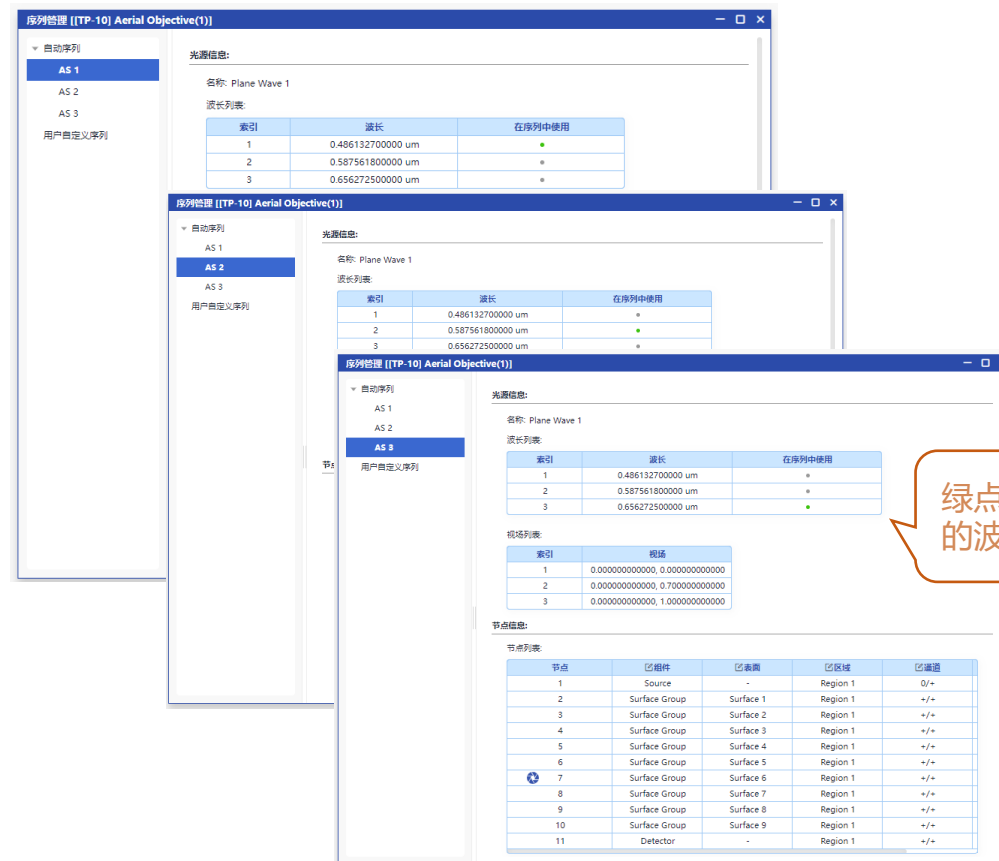 序列管理 [[TP-10] Aerial Objective(1)]
自动序列
AS 1
AS 2
AS 3
用户自定义序列
光源信息:
名称: Plane Wave 1
波长列表:
索引 波长 在序列中使用
1 0.486132700000 um
2 0.587561800000 um
3 0.656272500000 um
序列管理 [[TP-10] Aerial Objective(1)]
自动序列
AS 1
AS 2
AS 3
用户自定义序列
光源信息:
名称: Plane Wave 1
波长列表:
索引 波长 在序列中使用
1 0.486132700000 um
2 0.587561800000 um
3 0.656272500000 um
序列管理 [[TP-10] Aerial Objective(1)]
自动序列
AS 1
AS 2
AS 3
用户自定义序列
光源信息:
名称: Plane Wave 1
波长列表:
索引 波长 在序列中使用
1 0.486132700000 um
2 0.587561800000 um
3 0.656272500000 um
视场列表:
索引 视场
1 0.000000000000, 0.000000000000
2 0.000000000000, 0.700000000000
3 0.000000000000, 1.000000000000
节点信息:
节点列表:
节点 组件 表面 区域 通道
1 Source - Region 1 0/+
2 Surface Group Surface 1 Region 1 +/+
3 Surface Group Surface 2 Region 1 +/+
4 Surface Group Surface 3 Region 1 +/+
5 Surface Group Surface 4 Region 1 +/+
6 Surface Group Surface 5 Region 1 +/+
7 Surface Group Surface 6 Region 1 +/+
8 Surface Group Surface 7 Region 1 +/+
9 Surface Group Surface 8 Region 1 +/+
10 Surface Group Surface 9 Region 1 +/+
11 Detector - Region 1 +/+
绿点
的波